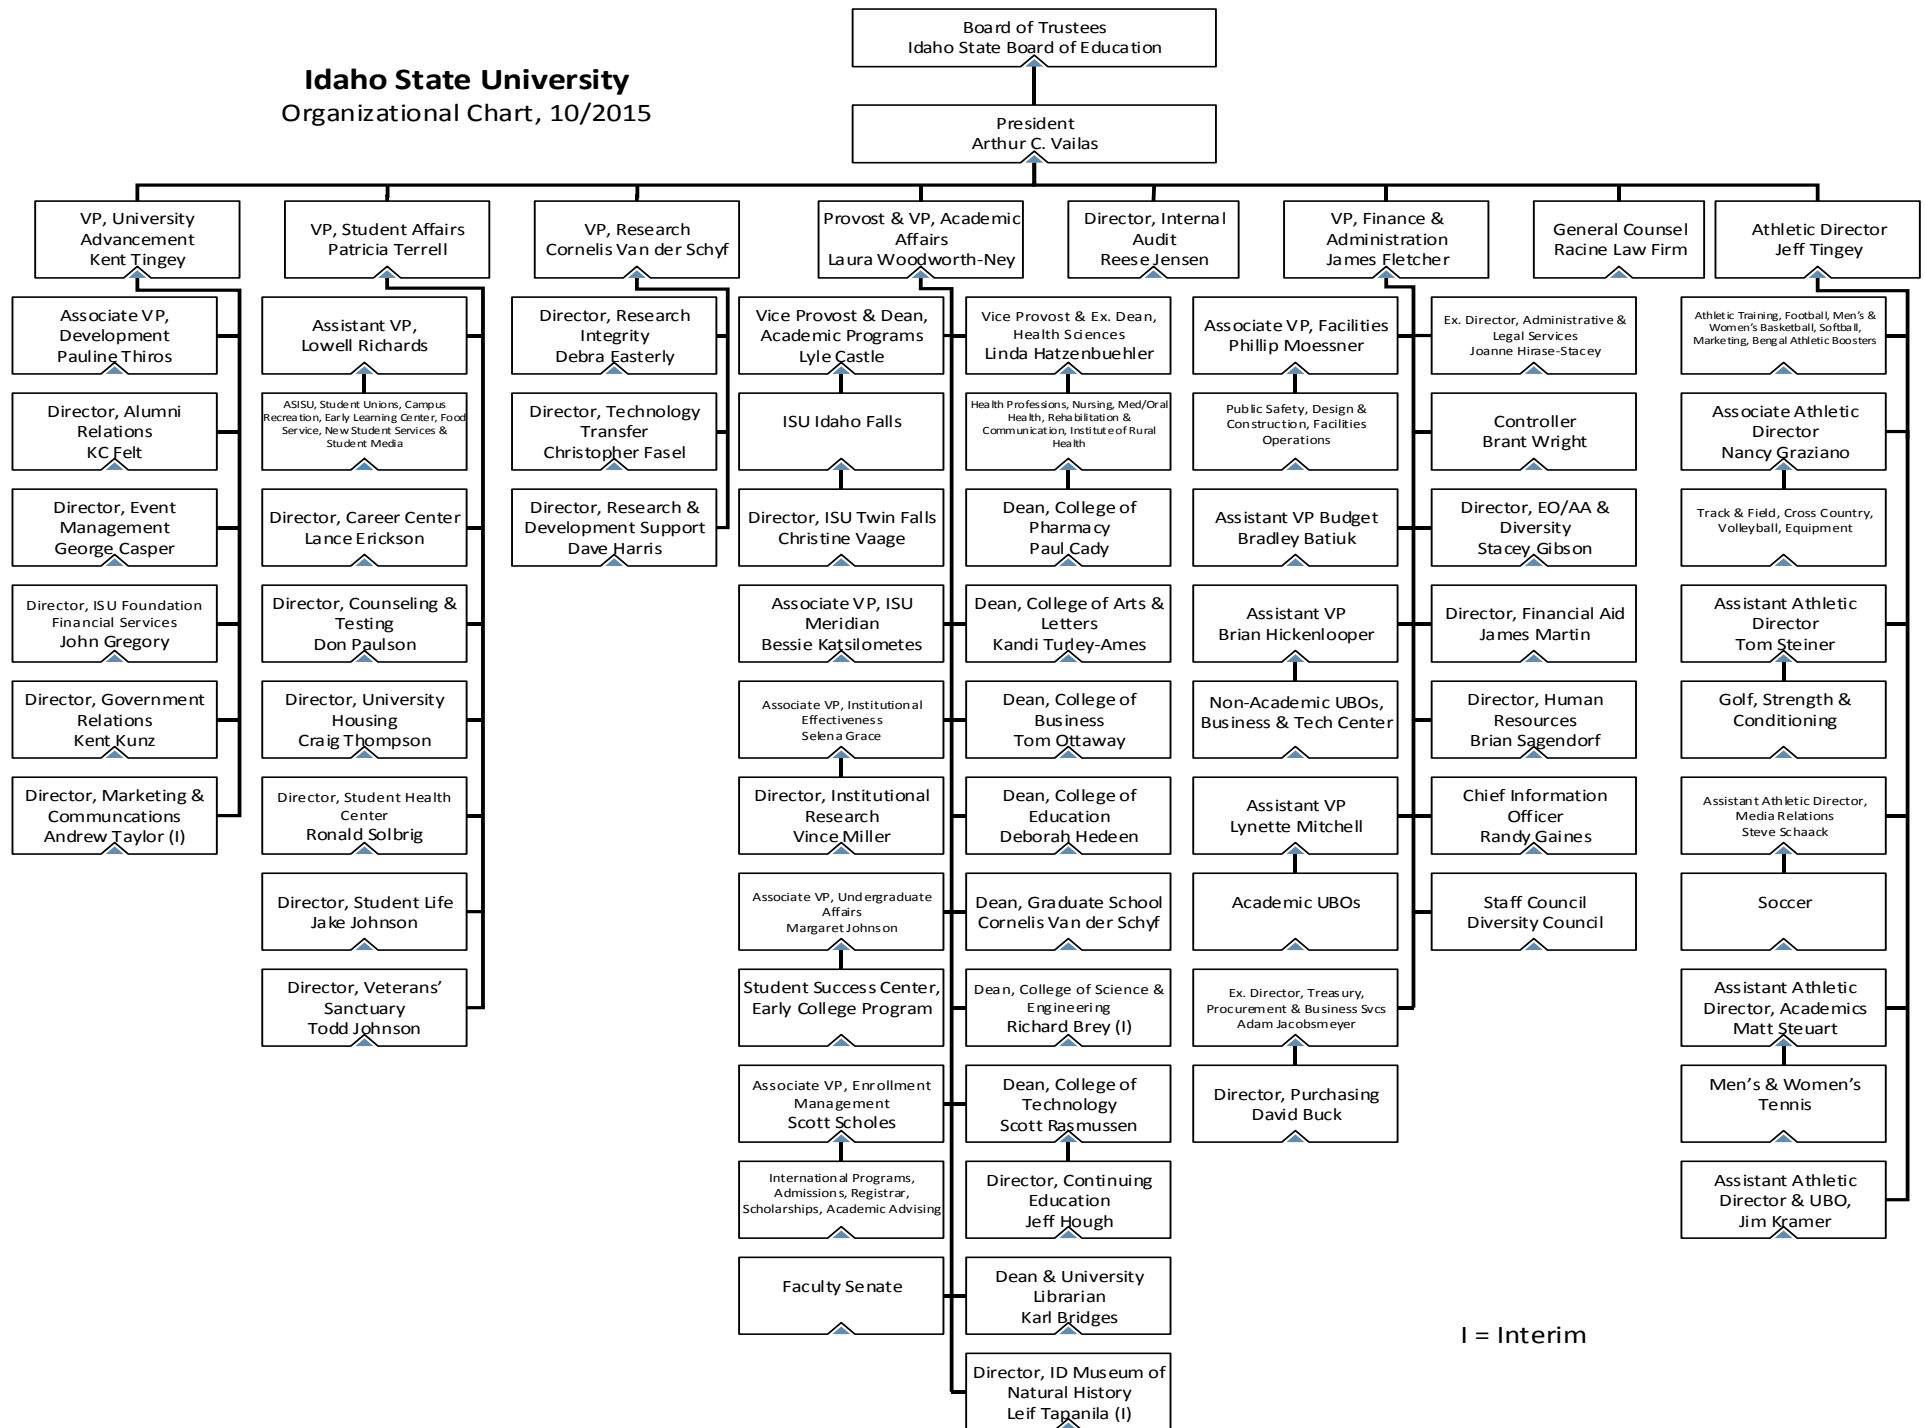 Board of Trustees
Idaho State Board of Education
Idaho State University
Organizational Chart, 10/2015
President
Arthur C. Vailas
VP, University
Advancement
Kent Tingey
VP, Student Affairs
Patricia Terrell
VP, Research
Cornelis Van der Schyf
Provost & VP, Academic
Affairs
Laura Woodworth-Ney
Director, Internal
Audit
Reese Jensen
VP, Finance &
Administration
James Fletcher
General Counsel
Racine Law Firm
Athletic Director
Jeff Tingey
Associate VP,
Development
Pauline Thiros
Director, Alumni
Relations
KC Felt
Director, Event
Management
George Casper
Director, ISU Foundation
Financial Services
John Gregory
Director, Government
Relations
Kent Kunz
Director, Marketing &
Communcations
Andrew Taylor (I)
Assistant VP,
Lowell Richards
ASISU, Student Unions, Campus
Recreation, Early Learning Center, Food
Service, New Student Services &
Student Media
Director, Career Center
Lance Erickson
Director, Counseling &
Testing
Don Paulson
Director, University
Housing
Craig Thompson
Director, Student Health
Center
Ronald Solbrig
Director, Student Life
Jake Johnson
Director, Veterans’
Sanctuary
Todd Johnson
Director, Research
Integrity
Debra Easterly
Director, Technology
Transfer
Christopher Fasel
Director, Research &
Development Support
Dave Harris
Vice Provost & Dean,
Academic Programs
Lyle Castle
ISU Idaho Falls
Director, ISU Twin Falls
Christine Vaage
Associate VP, ISU
Meridian
Bessie Katsilometes
Associate VP, Institutional
Effectiveness
Selena Grace
Director, Institutional
Research
Vince Miller
Associate VP, Undergraduate
Affairs
Margaret Johnson
Student Success Center,
Early College Program
Associate VP, Enrollment
Management
Scott Scholes
International Programs,
Admissions, Registrar,
Scholarships, Academic Advising
Faculty Senate
Vice Provost & Ex. Dean,
Health Sciences
Linda Hatzenbuehler
Health Professions, Nursing, Med/Oral
Health, Rehabilitation &
Communication, Institute of Rural
Health
Dean, College of
Pharmacy
Paul Cady
Dean, College of Arts &
Letters
Kandi Turley-Ames
Dean, College of
Business
Tom Ottaway
Dean, College of
Education
Deborah Hedeen
Dean, Graduate School
Cornelis Van der Schyf
Dean, College of Science &
Engineering
Richard Brey (I)
Dean, College of
Technology
Scott Rasmussen
Director, Continuing
Education
Jeff Hough
Dean & University
Librarian
Karl Bridges
Director, ID Museum of
Natural History
Leif Tapanila (I)
Associate VP, Facilities
Phillip Moessner
Public Safety, Design &
Construction, Facilities
Operations
Assistant VP Budget
Bradley Batiuk
Assistant VP
Brian Hickenlooper
Non-Academic UBOs,
Business & Tech Center
Assistant VP
Lynette Mitchell
Academic UBOs
Ex. Director, Treasury,
Procurement & Business Svcs
Adam Jacobsmeyer
Director, Purchasing
David Buck
Ex. Director, Administrative &
Legal Services
Joanne Hirase-Stacey
Controller
Brant Wright
Director, EO/AA &
Diversity
Stacey Gibson
Director, Financial Aid
James Martin
Director, Human
Resources
Brian Sagendorf
Chief Information
Officer
Randy Gaines
Staff Council
Diversity Council
Athletic Training, Football, Men’s &
Women’s Basketball, Softball,
Marketing, Bengal Athletic Boosters
Associate Athletic
Director
Nancy Graziano
Track & Field, Cross Country,
Volleyball, Equipment
Assistant Athletic
Director
Tom Steiner
Golf, Strength &
Conditioning
Assistant Athletic Director,
Media Relations
Steve Schaack
Soccer
Assistant Athletic
Director, Academics
Matt Steuart
Men’s & Women’s
Tennis
Assistant Athletic
Director & UBO,
Jim Kramer
I = Interim